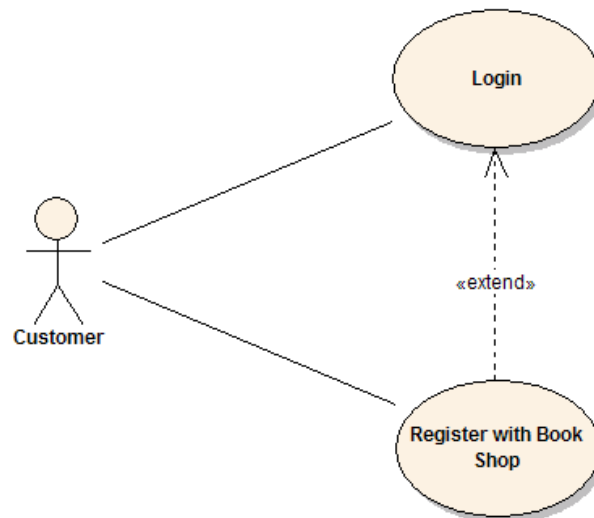 Login
«extend»
Customer
Register with Book
Shop